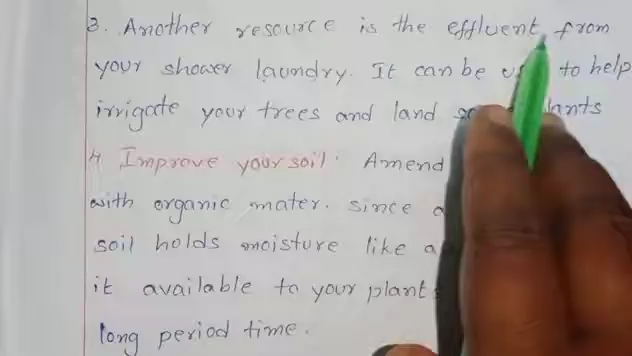 3. Another resource is the effluent from
your shower laundry. It can be to help
irrigate your trees and land
4 Improve your soil. Amend
with organic mater. since
soil holds moisture like a
it available to your plant
long period time.